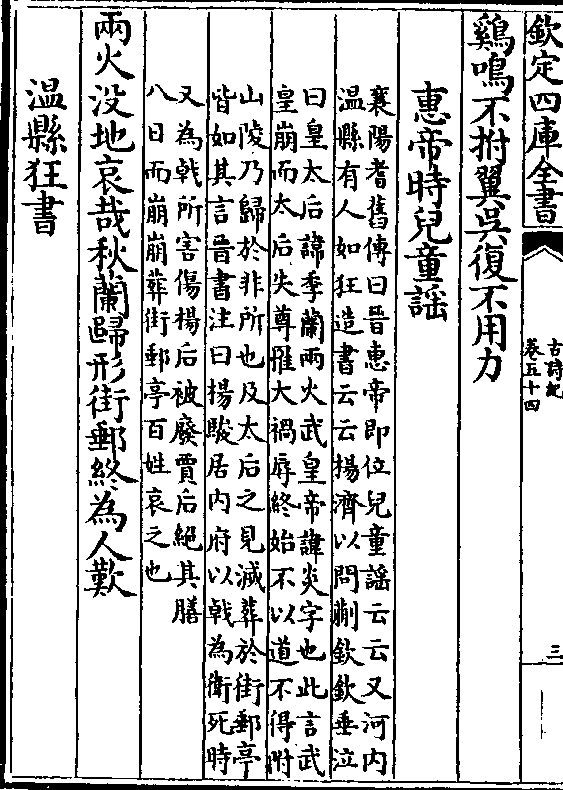 欽定四庫全書
古詩紀
卷五十四
三
鷄鳴不拊翼吳復不用力
惠帝時兒童謡
襄陽耆舊傳曰晉惠帝即位兒童謡云云又河内
温縣有人如狂造書云云揚濟以問蒯欽欽垂泣
曰皇太后諱季蘭兩火武皇帝諱炎字也此言武
皇崩而太后失尊罹大禍辱終始不以道不得附
山陵乃歸於非所也及太后之見滅葬於街郵亭
皆如其言晉書注曰揚駿居内府以戟為衛死時
又為戟所害傷揚后被廢賈后絕其膳
八日而崩崩葬街郵亭百姓哀之也
兩火没地哀哉秋蘭歸形街郵終為人歎
温縣狂書